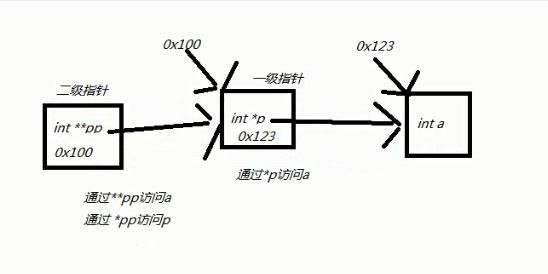 0x100
0x123
二级指针
一级指针
int **pp
0x100
int *p
0x123
int a
通过*p访问a
通过**pp访问a
通过 *pp访问p